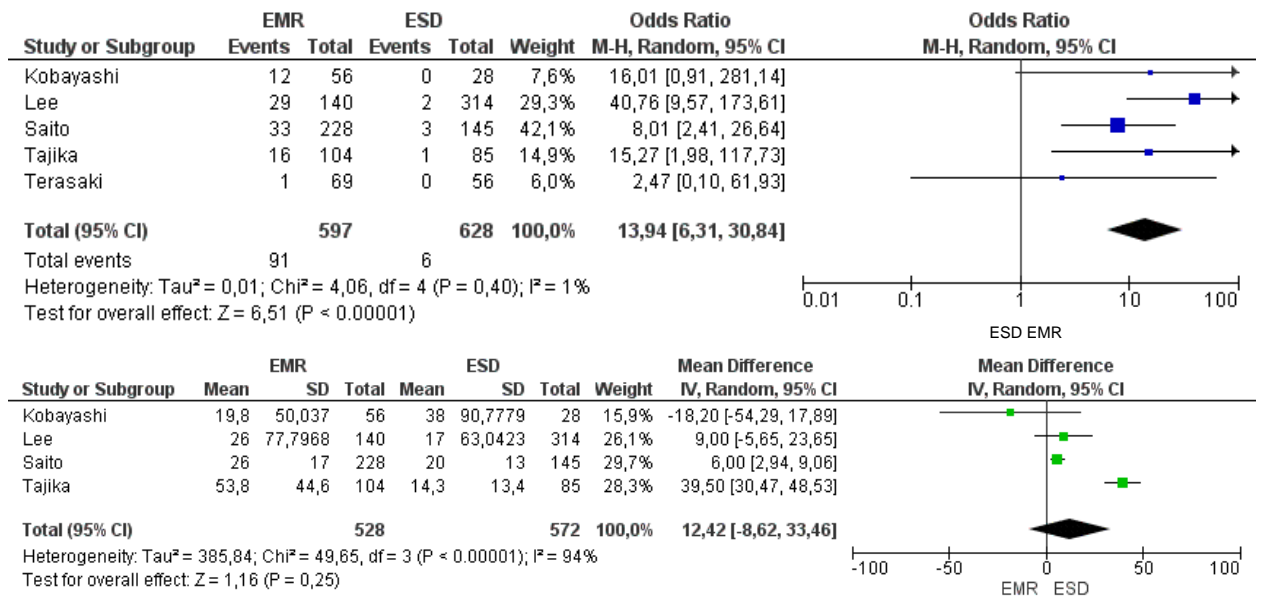 EMR ESD Odds Ratio Odds Ratio
Study or Subgroup Events Total Events Total Weight M-H, Random, 95% CI M-H, Random, 95% CI
Kobayashi 12 56 0 28 7,6% 16,01 [0,91, 281,14]
Lee 29 140 2 314 29,3% 40,76 [9,57, 173,61]
Saito 33 228 3 145 42,1% 8,01 [2,41, 26,64]
Tajika 16 104 1 85 14,9% 15,27 [1,98, 117,73]
Terasaki 1 69 0 56 6,0% 2,47 [0,10, 61,93]
Total (95% CI) 597 628 100,0% 13,94 [6,31, 30,84]
Total events 91 6
Heterogeneity: Tau² = 0,01; Chi² = 4,06, df = 4 (P = 0,40); I² = 1%
Test for overall effect: Z = 6,51 (P < 0.00001)
0.01 0.1 1 10 100
ESD EMR
EMR ESD Mean Difference Mean Difference
Study or Subgroup Mean SD Total Mean SD Total Weight IV, Random, 95% CI IV, Random, 95% CI
Kobayashi 19,8 50,037 56 38 90,7779 28 15,9% -18,20 [-54,29, 17,89]
Lee 26 77,7968 140 17 63,0423 314 26,1% 9,00 [-5,65, 23,65]
Saito 26 17 228 20 13 145 29,7% 6,00 [2,94, 9,06]
Tajika 53,8 44,6 104 14,3 13,4 85 28,3% 39,50 [30,47, 48,53]
Total (95% CI) 528 572 100,0% 12,42 [-8,62, 33,46]
Heterogeneity: Tau² = 385,84; Chi² = 49,65, df = 3 (P < 0.00001); I² = 94%
Test for overall effect: Z = 1,16 (P = 0,25)
-100 -50 0 50 100
EMR ESD